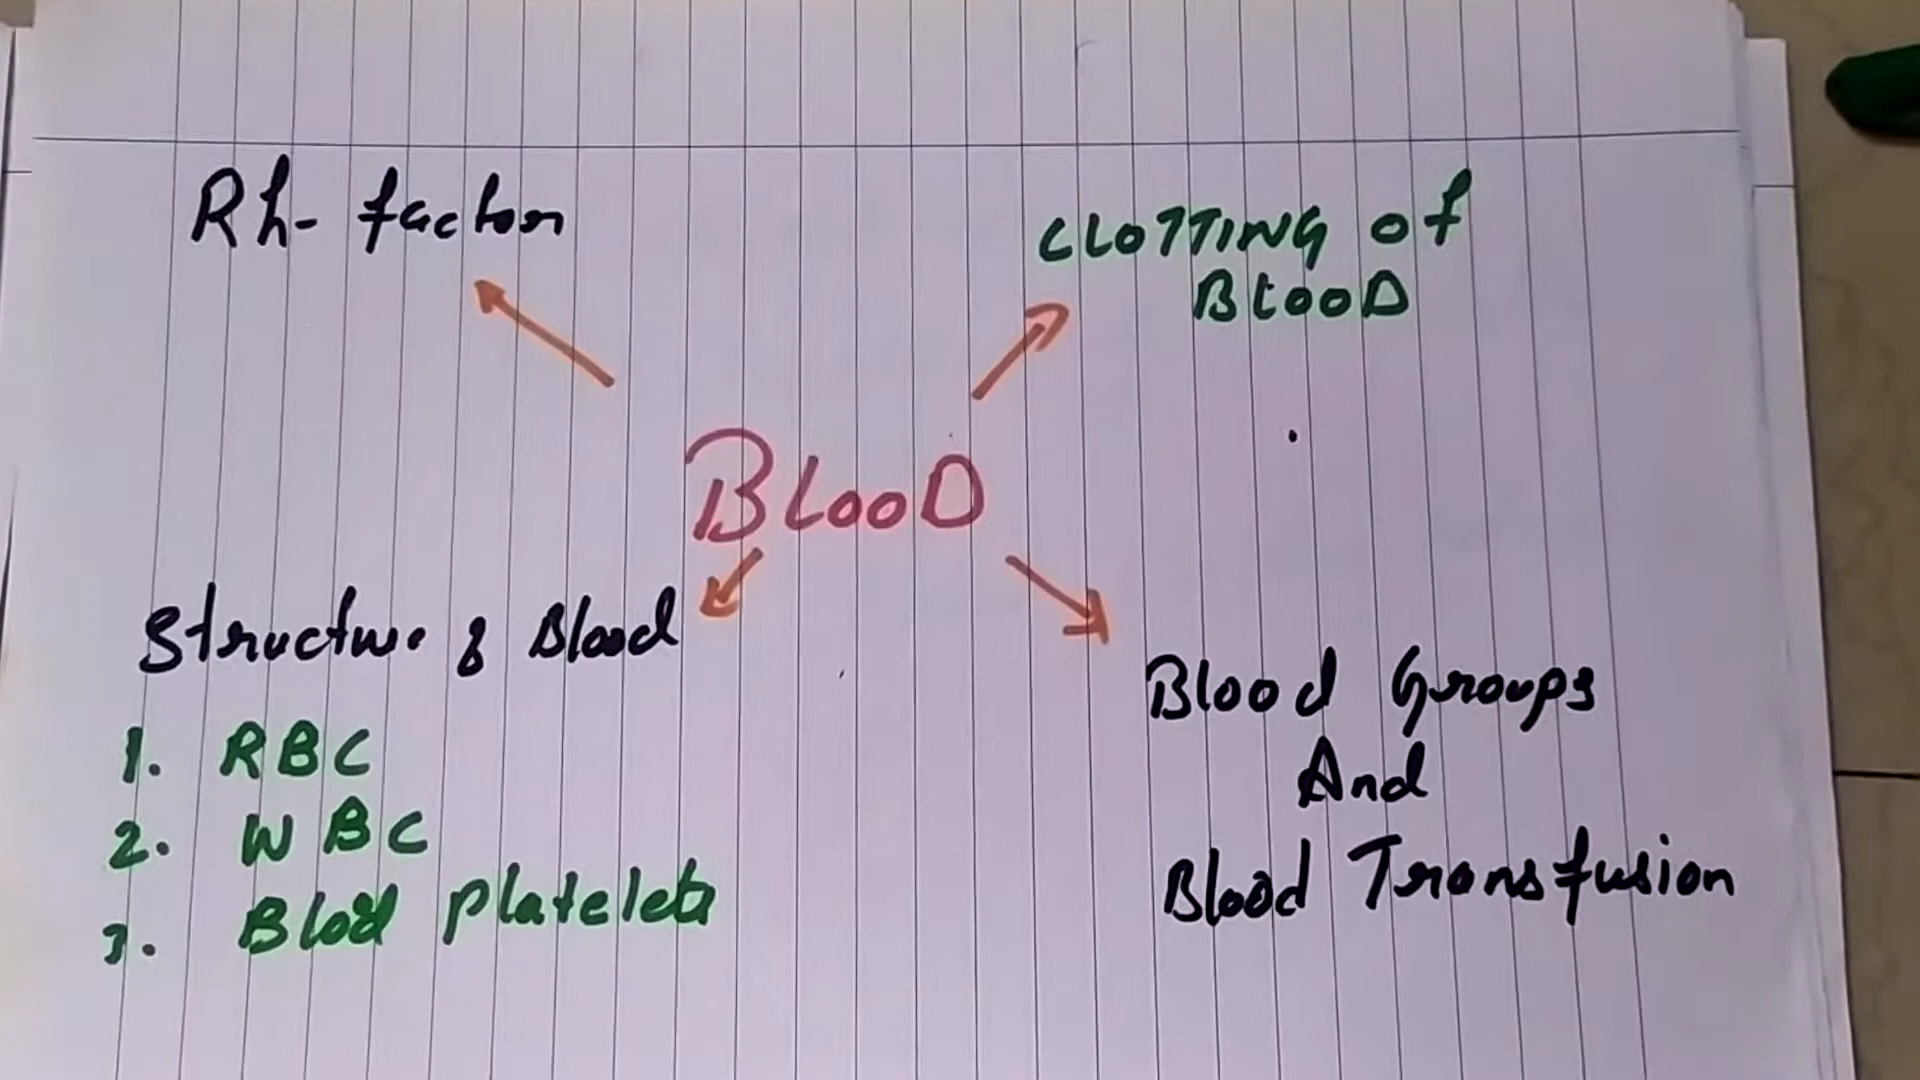 Rh- factor
CLOTTING of
BLOOD
BLOOD
Structure & Blood
1. RBC
2. WBC
3. Blood platelets
Blood Groups
And
Blood Transfusion